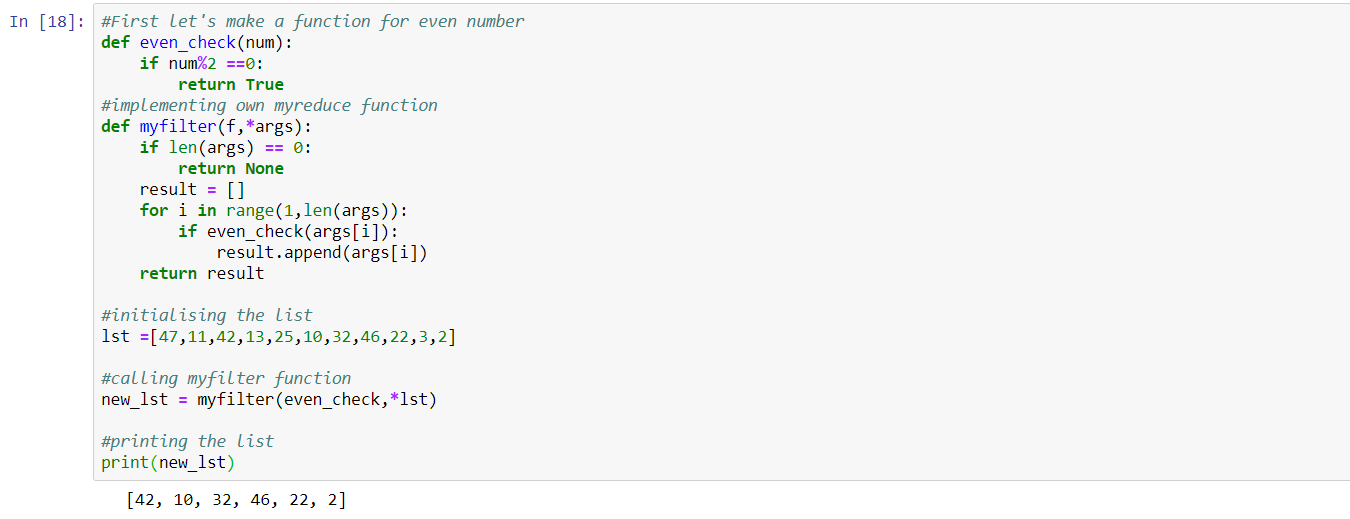 In [18]: #First let's make a function for even number
def even_check(num):
    if num%2 ==0:
        return True
#implementing own myreduce function
def myfilter(f,*args):
    if len(args) == 0:
        return None
    result = []
    for i in range(1,len(args)):
        if even_check(args[i]):
            result.append(args[i])
    return result

#initialising the list
lst =[47,11,42,13,25,10,32,46,22,3,2]

#calling myfilter function
new_lst = myfilter(even_check,*lst)

#printing the list
print(new_lst)
[42, 10, 32, 46, 22, 2]